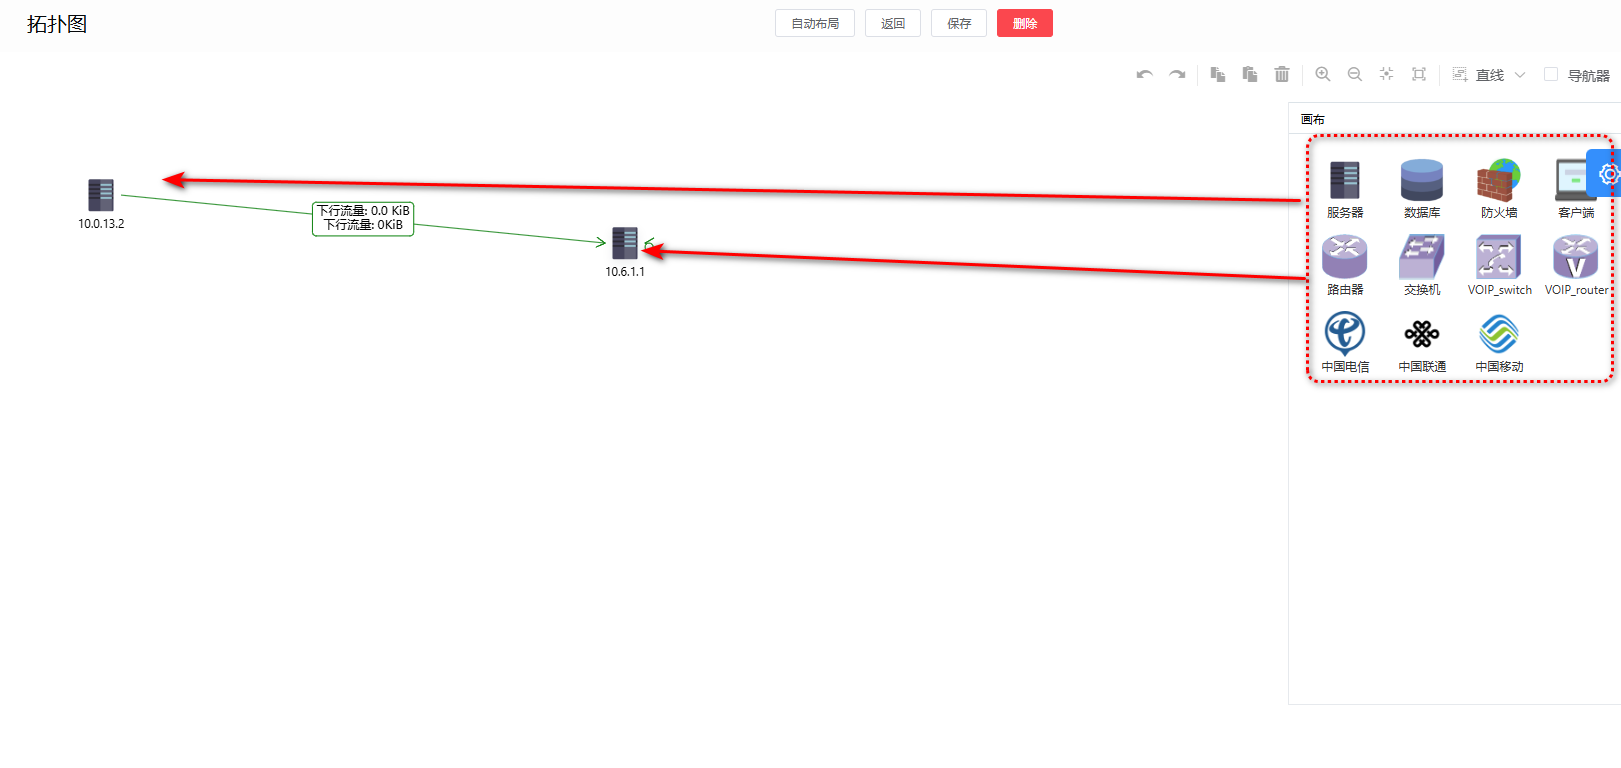 拓扑图
自动布局
返回
保存
删除
直线
导航器
画布
服务器
数据库
防火墙
客户端
路由器
交换机
VOIP_switch
VOIP_router
中国电信
中国联通
中国移动
10.0.13.2
下行流量: 0.0 KiB
下行流量: 0KiB
10.6.1.1